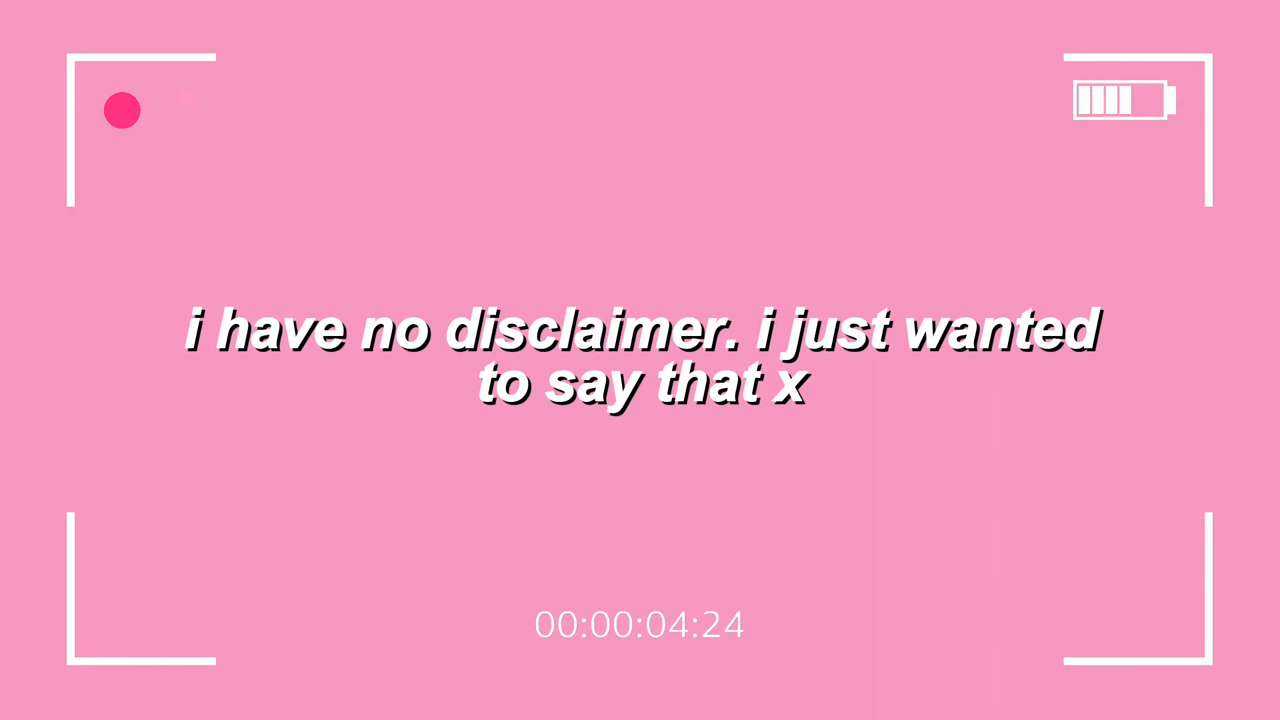 i have no disclaimer. i just wanted
to say that x
00:00:04:24